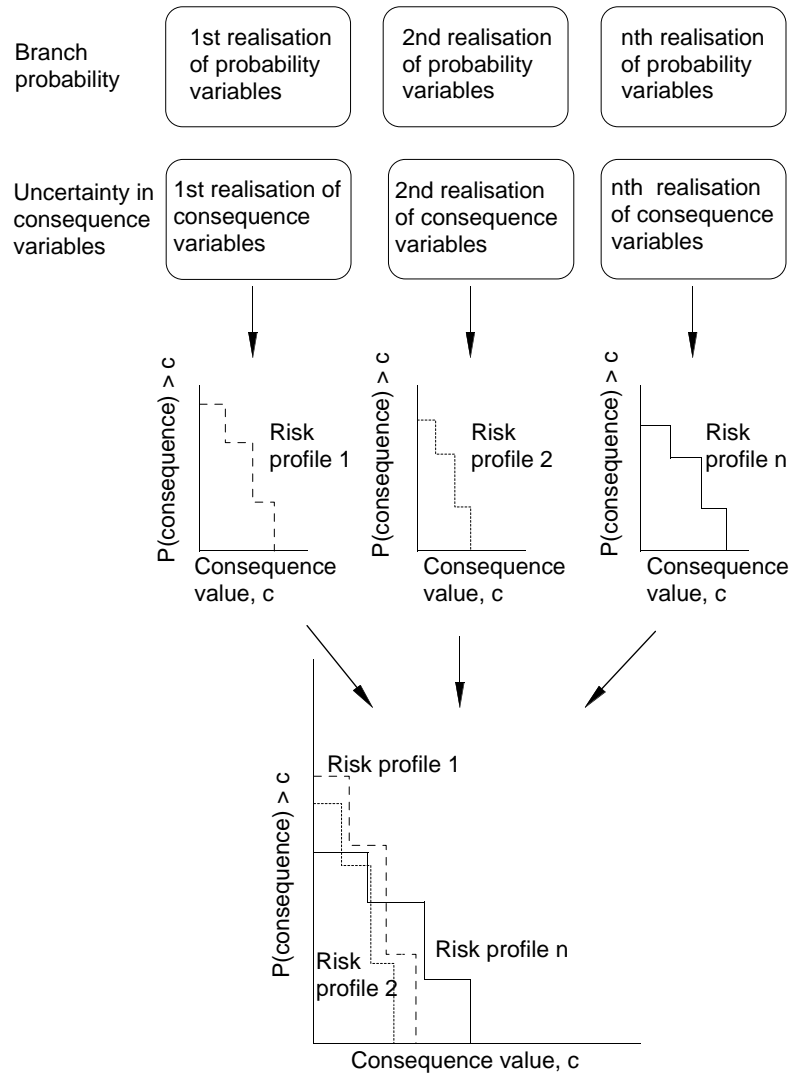 Branch
probability
1st realisation
of probability
variables
2nd realisation
of probability
variables
nth realisation
of probability
variables
Uncertainty in
consequence
variables
1st realisation of
consequence
variables
2nd realisation
of consequence
variables
nth realisation
of consequence
variables
P(consequence) > c
Risk
profile 1
Consequence
value, c
P(consequence) > c
Risk
profile 2
Consequence
value, c
P(consequence) > c
Risk
profile n
Consequence
value, c
P(consequence) > c
Risk profile 1
Risk profile n
Risk
profile 2
Consequence value, c